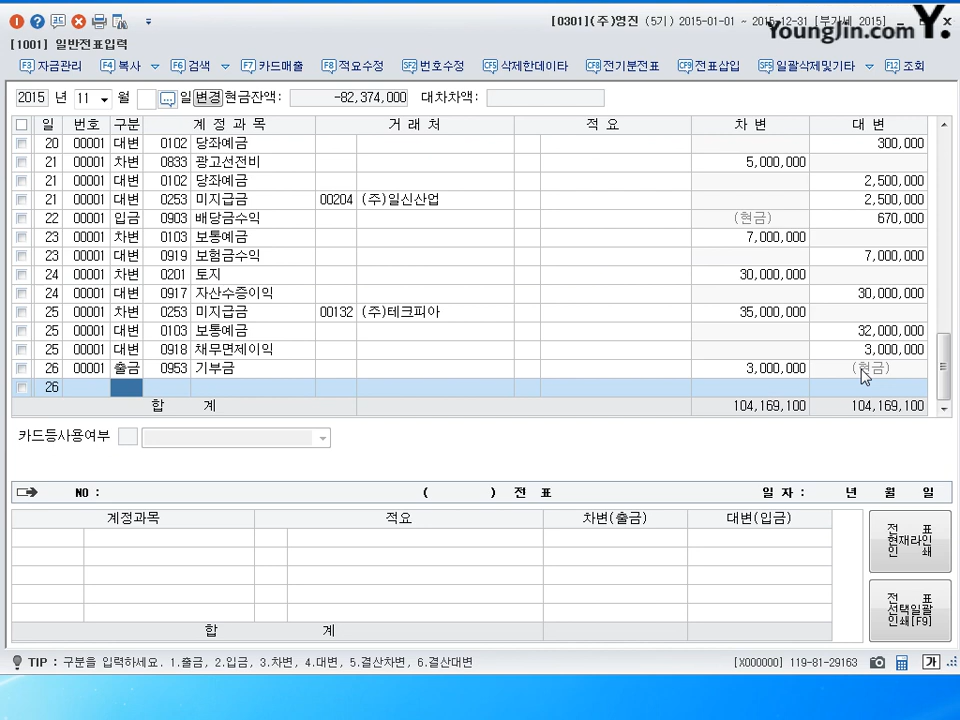 [0301](주)영진 (5기) 2015-01-01 ~ 2015-12-31 [부가세 2015]
YoungJin.com Y.
[1001] 일반전표입력
F3 자금관리 F4 복사 F6 검색 F7 카드매출 F8 적요수정 SF2 번호수정 CF5 삭제한데이타 CF8 전기분전표 CF9 전표삽입 SF5 일괄삭제및기타 F12 조회
2015 년 11 월 일 변경 현금잔액: -82,374,000 대차차액:
일 번호 구분 계정과목 거래처 적요 차변 대변
20 00001 대변 0102 당좌예금 300,000
21 00001 차변 0833 광고선전비 5,000,000
21 00001 대변 0102 당좌예금 2,500,000
21 00001 대변 0253 미지급금 00204 (주)일신산업 2,500,000
22 00001 입금 0903 배당금수익 (현금) 670,000
23 00001 차변 0103 보통예금 7,000,000
23 00001 대변 0919 보험금수익 7,000,000
24 00001 차변 0201 토지 30,000,000
24 00001 대변 0917 자산수증이익 30,000,000
25 00001 차변 0253 미지급금 00132 (주)테크피아 35,000,000
25 00001 대변 0103 보통예금 32,000,000
25 00001 대변 0918 채무면제이익 3,000,000
26 00001 출금 0953 기부금 3,000,000 (현금)
26
합 계 104,169,100 104,169,100
카드등사용여부
NO : ( ) 전 표 일 자 : 년 월 일
계정과목 적요 차변(출금) 대변(입금)
전 표
현재라인
인 쇄
전 표
선택일괄
인쇄[F9]
합 계
TIP : 구분을 입력하세요. 1.출금, 2.입금, 3.차변, 4.대변, 5.결산차변, 6.결산대변 [X000000] 119-81-29163 가